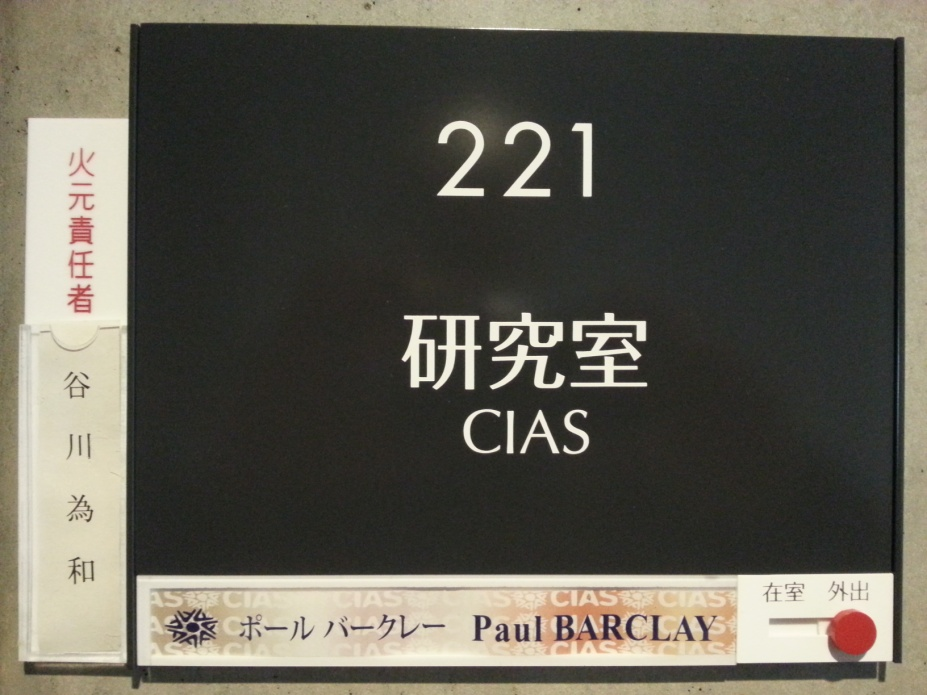 221
研究室
CIAS
火元責任者
谷川為和
ポール バークレー Paul BARCLAY
在室 外出